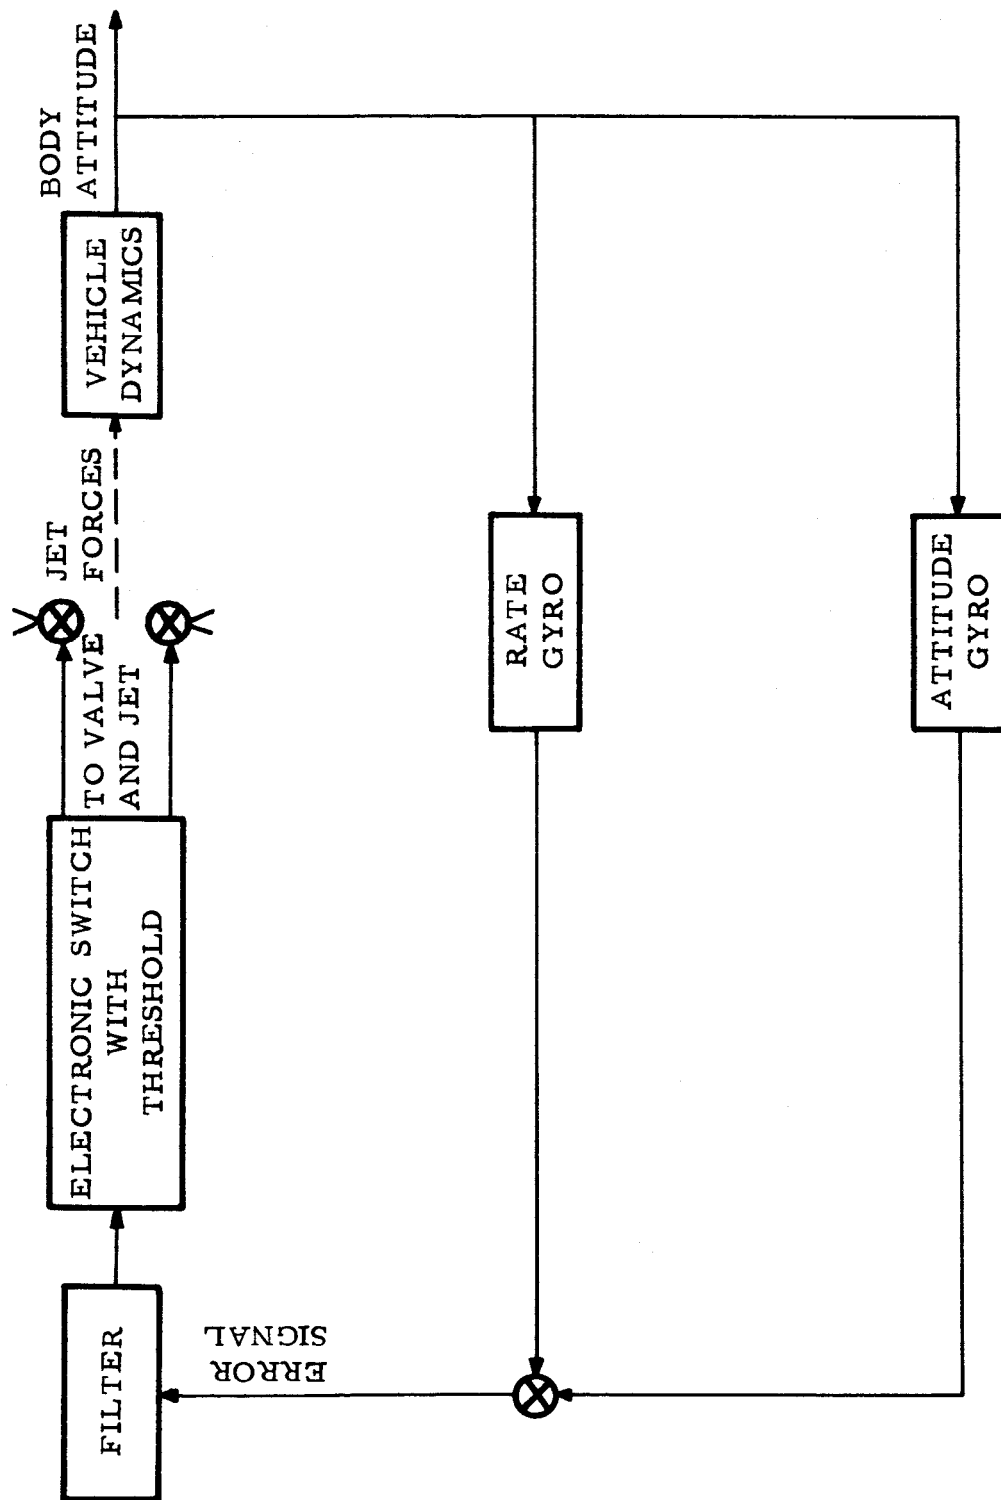 FILTER
ERROR
SIGNAL
ELECTRONIC SWITCH
WITH
THRESHOLD
TO VALVE
AND JET
JET
FORCES
VEHICLE
DYNAMICS
BODY
ATTITUDE
RATE
GYRO
ATTITUDE
GYRO